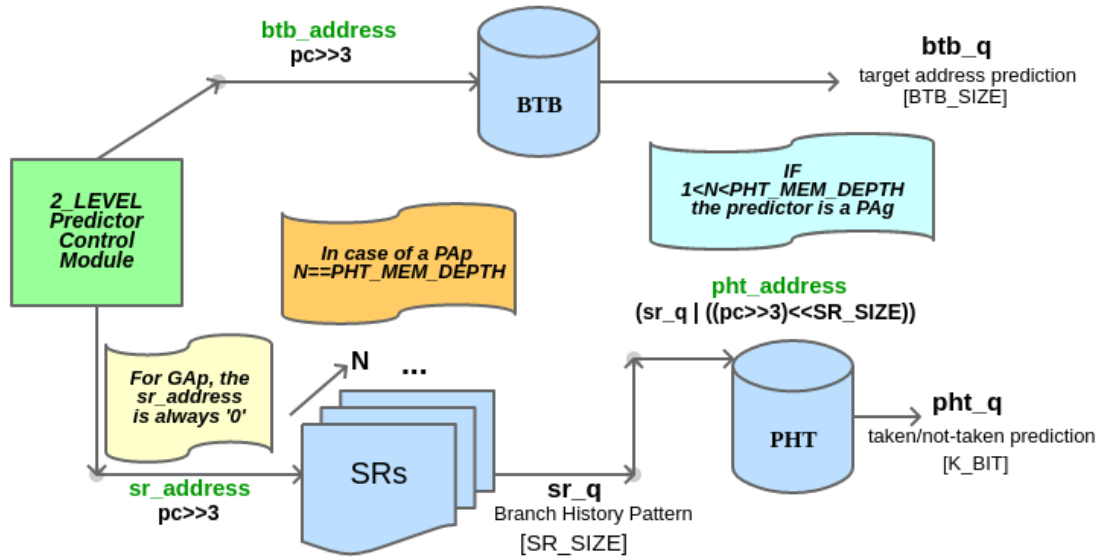 btb_address
pc>>3
BTB
btb_q
target address prediction
[BTB_SIZE]
2_LEVEL
Predictor
Control
Module
In case of a PAp
N==PHT_MEM_DEPTH
IF
1<N<PHT_MEM_DEPTH
the predictor is a PAg
For GAp, the
sr_address
is always '0'
N ...
SRs
sr_address
pc>>3
sr_q
Branch History Pattern
[SR_SIZE]
pht_address
(sr_q | ((pc>>3)<<SR_SIZE))
PHT
pht_q
taken/not-taken prediction
[K_BIT]